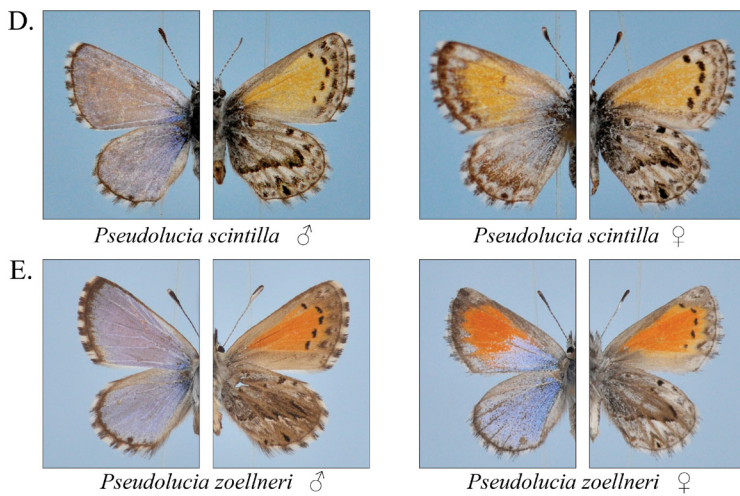 D.
Pseudolucia scintilla ♂
Pseudolucia scintilla ♀
E.
Pseudolucia zoellneri ♂
Pseudolucia zoellneri ♀